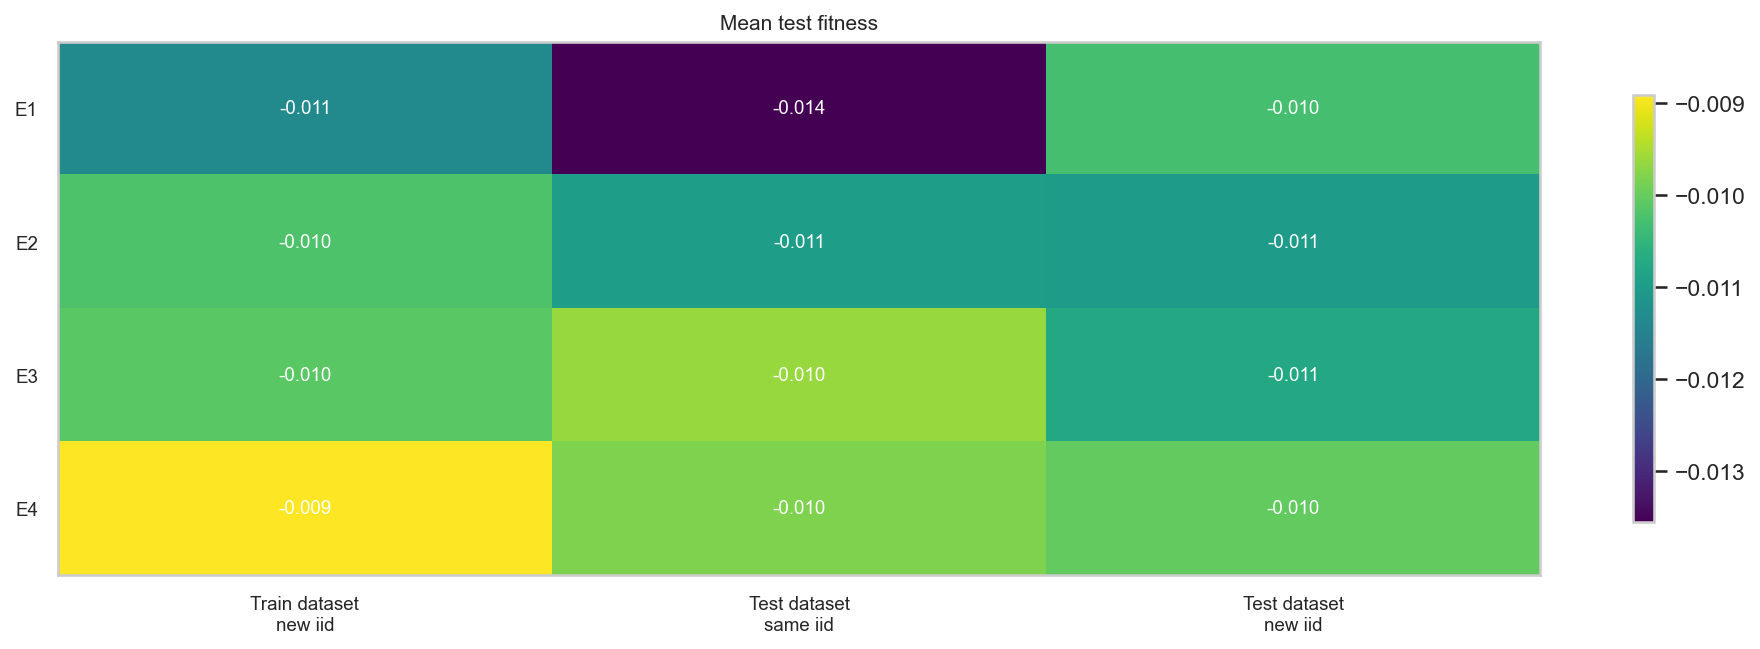 Mean test fitness
E1
-0.011
-0.014
-0.010
E2
-0.010
-0.011
-0.011
E3
-0.010
-0.010
-0.011
E4
-0.009
-0.010
-0.010
Train dataset
new iid
Test dataset
same iid
Test dataset
new iid
−0.009
−0.010
−0.011
−0.012
−0.013